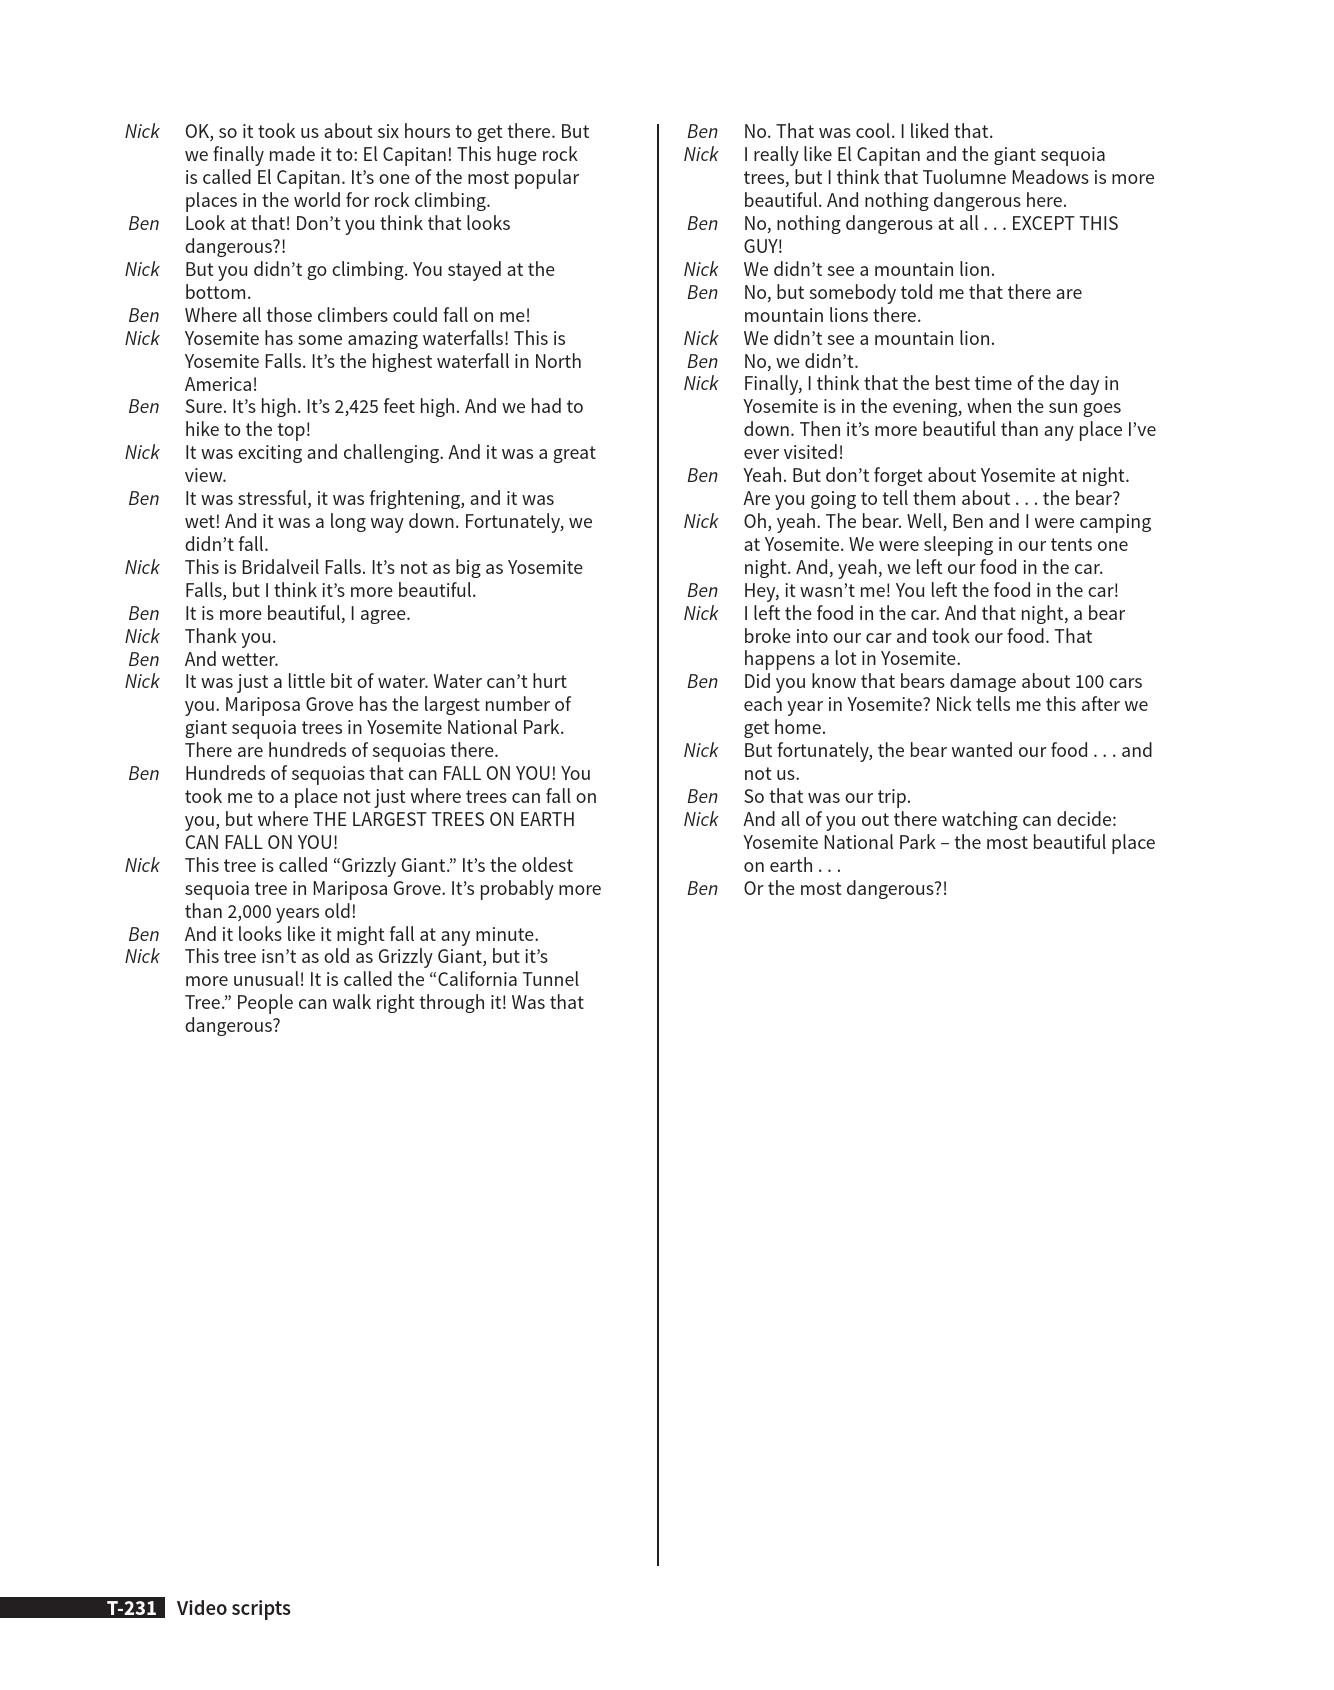 Nick OK, so it took us about six hours to get there. But
we finally made it to: El Capitan! This huge rock
is called El Capitan. It’s one of the most popular
places in the world for rock climbing.
Ben Look at that! Don’t you think that looks
dangerous?!
Nick But you didn’t go climbing. You stayed at the
bottom.
Ben Where all those climbers could fall on me!
Nick Yosemite has some amazing waterfalls! This is
Yosemite Falls. It’s the highest waterfall in North
America!
Ben Sure. It’s high. It’s 2,425 feet high. And we had to
hike to the top!
Nick It was exciting and challenging. And it was a great
view.
Ben It was stressful, it was frightening, and it was
wet! And it was a long way down. Fortunately, we
didn’t fall.
Nick This is Bridalveil Falls. It’s not as big as Yosemite
Falls, but I think it’s more beautiful.
Ben It is more beautiful, I agree.
Nick Thank you.
Ben And wetter.
Nick It was just a little bit of water. Water can’t hurt
you. Mariposa Grove has the largest number of
giant sequoia trees in Yosemite National Park.
There are hundreds of sequoias there.
Ben Hundreds of sequoias that can FALL ON YOU! You
took me to a place not just where trees can fall on
you, but where THE LARGEST TREES ON EARTH
CAN FALL ON YOU!
Nick This tree is called “Grizzly Giant.” It’s the oldest
sequoia tree in Mariposa Grove. It’s probably more
than 2,000 years old!
Ben And it looks like it might fall at any minute.
Nick This tree isn’t as old as Grizzly Giant, but it’s
more unusual! It is called the “California Tunnel
Tree.” People can walk right through it! Was that
dangerous?
Ben No. That was cool. I liked that.
Nick I really like El Capitan and the giant sequoia
trees, but I think that Tuolumne Meadows is more
beautiful. And nothing dangerous here.
Ben No, nothing dangerous at all . . . EXCEPT THIS
GUY!
Nick We didn’t see a mountain lion.
Ben No, but somebody told me that there are
mountain lions there.
Nick We didn’t see a mountain lion.
Ben No, we didn’t.
Nick Finally, I think that the best time of the day in
Yosemite is in the evening, when the sun goes
down. Then it’s more beautiful than any place I’ve
ever visited!
Ben Yeah. But don’t forget about Yosemite at night.
Are you going to tell them about . . . the bear?
Nick Oh, yeah. The bear. Well, Ben and I were camping
at Yosemite. We were sleeping in our tents one
night. And, yeah, we left our food in the car.
Ben Hey, it wasn’t me! You left the food in the car!
Nick I left the food in the car. And that night, a bear
broke into our car and took our food. That
happens a lot in Yosemite.
Ben Did you know that bears damage about 100 cars
each year in Yosemite? Nick tells me this after we
get home.
Nick But fortunately, the bear wanted our food . . . and
not us.
Ben So that was our trip.
Nick And all of you out there watching can decide:
Yosemite National Park – the most beautiful place
on earth . . .
Ben Or the most dangerous?!
T-231 Video scripts